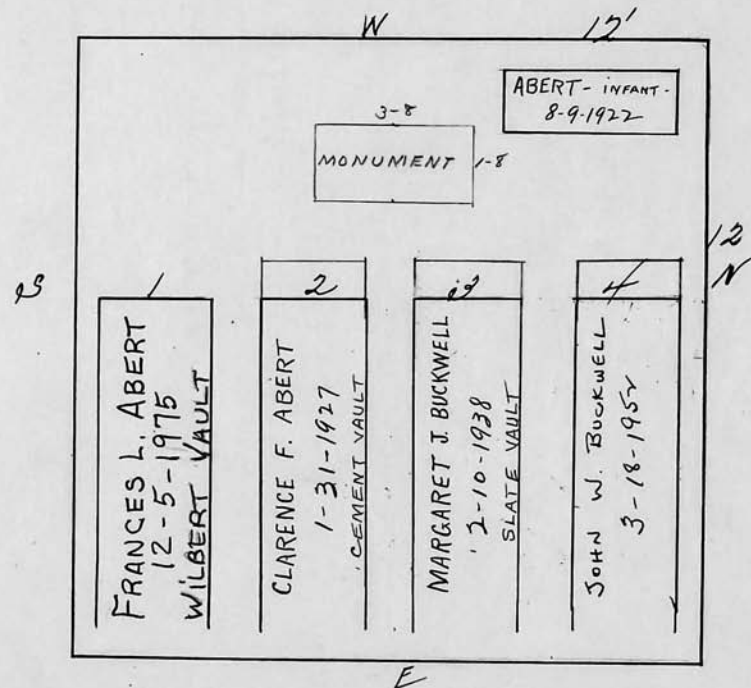 W
12'
ABERT - INFANT -
8-9-1922
3-8
MONUMENT
1-8
12
N
S
1
2
3
4
FRANCES L. ABERT
12-5-1975
WILBERT VAULT
CLARENCE F. ABERT
1-31-1927
CEMENT VAULT
MARGARET J. BUCKWELL
2-10-1938
SLATE VAULT
JOHN W. BUCKWELL
3-18-1952
E